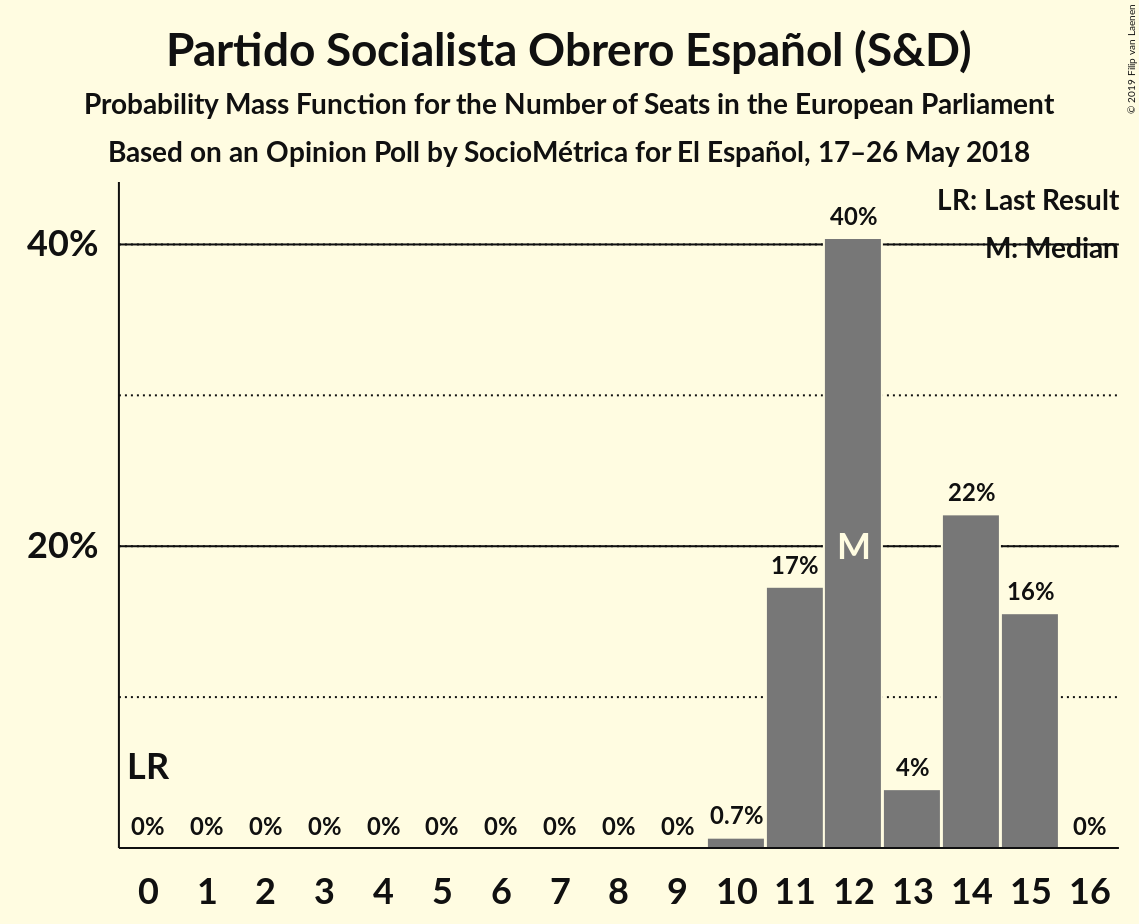 Partido Socialista Obrero Español (S&D)
Probability Mass Function for the Number of Seats in the European Parliament
Based on an Opinion Poll by SocioMétrica for El Español, 17–26 May 2018
© 2019 Filip van Laenen
LR: Last Result
M: Median
40%
20%
40%
22%
17%
16%
4%
0.7%
M
LR
0% 0% 0% 0% 0% 0% 0% 0% 0% 0% 0%
0 1 2 3 4 5 6 7 8 9 10 11 12 13 14 15 16